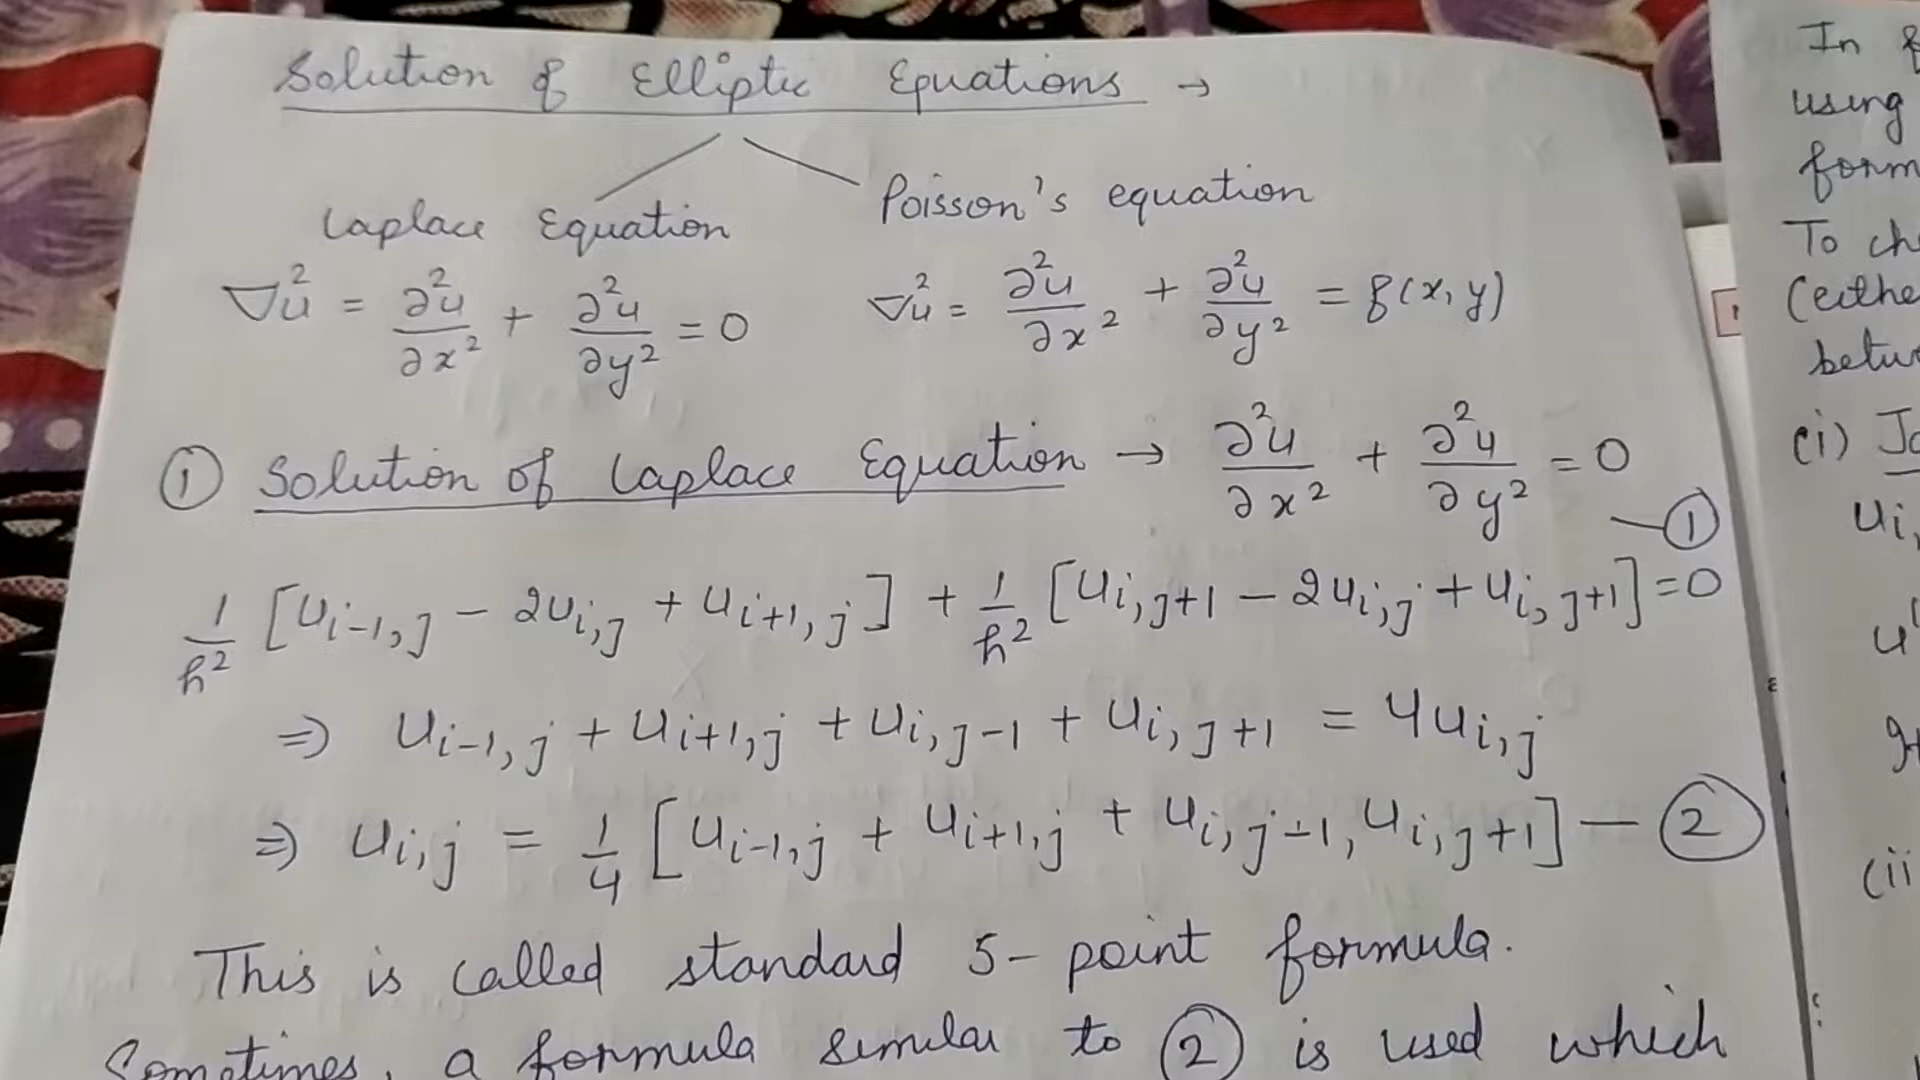 Solution of Elliptic Equations →
Laplace Equation
Poisson's equation
∇²u = ∂²u/∂x² + ∂²u/∂y² = 0
∇²u = ∂²u/∂x² + ∂²u/∂y² = f(x, y)
① Solution of Laplace Equation → ∂²u/∂x² + ∂²u/∂y² = 0
— ①
1/h² [u_{i-1,j} - 2u_{i,j} + u_{i+1,j}] + 1/h² [u_{i,j+1} - 2u_{i,j} + u_{i,j+1}] = 0
⇒ u_{i-1,j} + u_{i+1,j} + u_{i,j-1} + u_{i,j+1} = 4u_{i,j}
⇒ u_{i,j} = 1/4 [u_{i-1,j} + u_{i+1,j} + u_{i,j-1}, u_{i,j+1}] — ②
This is called standard 5-point formula.
Sometimes, a formula similar to ② is used which
In
using
form
To ch
(eithe
betw
(i) Ja
ui,
u
(ii